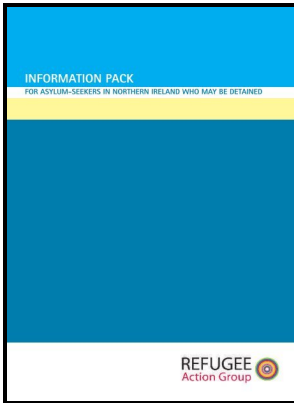 INFORMATION PACK
FOR ASYLUM-SEEKERS IN NORTHERN IRELAND WHO MAY BE DETAINED
REFUGEE
Action Group